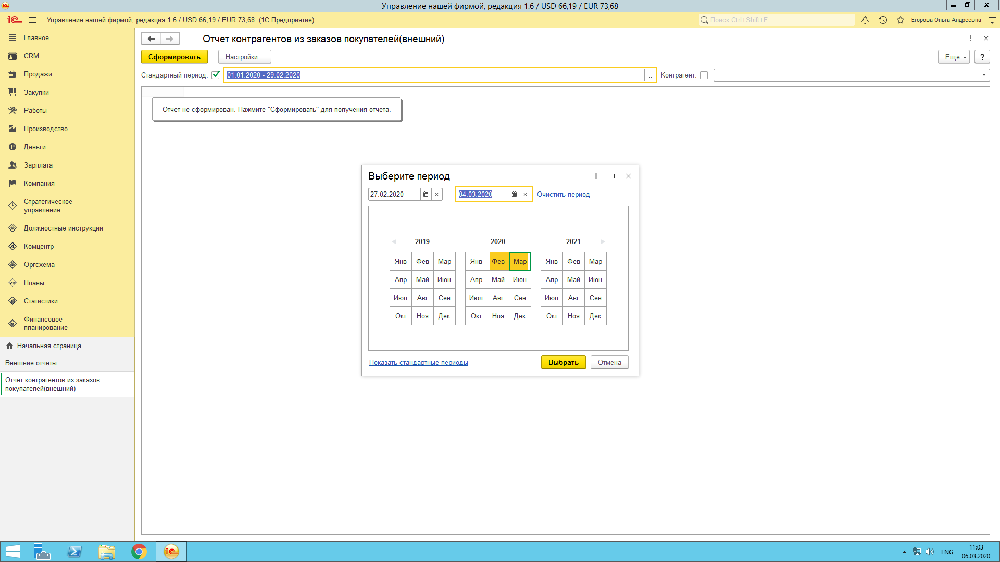 Управление нашей фирмой, редакция 1.6 / USD 66,19 / EUR 73,68
Управление нашей фирмой, редакция 1.6 / USD 66,19 / EUR 73,68 (1С:Предприятие)
Поиск Ctrl+Shift+F
Егорова Ольга Андреевна
Главное
CRM
Продажи
Закупки
Работы
Производство
Деньги
Зарплата
Компания
Стратегическое
управление
Должностные инструкции
Комцентр
Оргсхема
Планы
Статистики
Финансовое
планирование
Начальная страница
Внешние отчеты
Отчет контрагентов из заказов
покупателей(внешний)
Отчет контрагентов из заказов покупателей(внешний)
Сформировать
Настройки...
Еще
?
Стандартный период:
01.01.2020 - 29.02.2020
...
Контрагент:
Отчет не сформирован. Нажмите "Сформировать" для получения отчета.
Выберите период
27.02.2020 – 04.03.2020 Очистить период
2019 2020 2021
Янв Фев Мар Янв Фев Мар Янв Фев Мар
Апр Май Июн Апр Май Июн Апр Май Июн
Июл Авг Сен Июл Авг Сен Июл Авг Сен
Окт Ноя Дек Окт Ноя Дек Окт Ноя Дек
Показать стандартные периоды
Выбрать
Отмена
ENG
11:03
06.03.2020